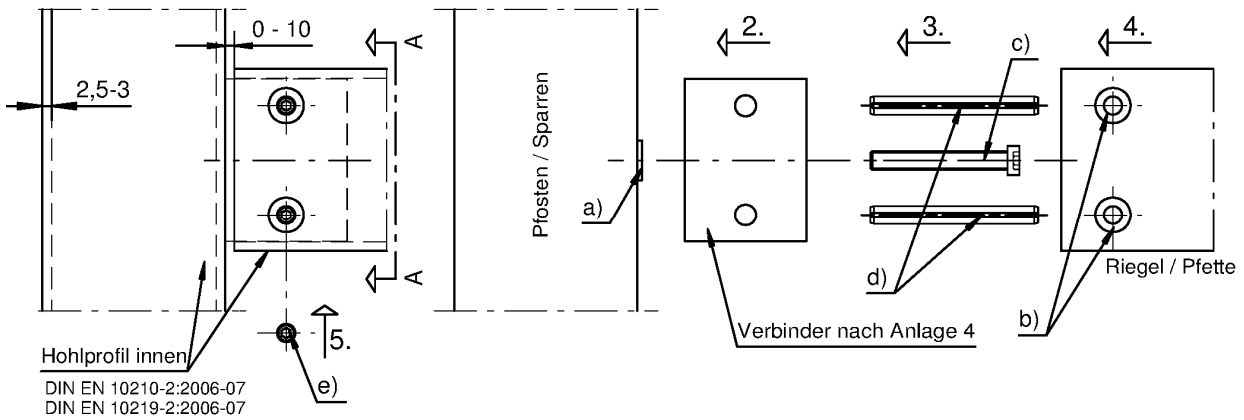 0 - 10
A
2,5-3
A
Hohlprofil innen
DIN EN 10210-2:2006-07
DIN EN 10219-2:2006-07
5.
e)
Pfosten / Sparren
a)
2.
Verbinder nach Anlage 4
3.
c)
d)
4.
Riegel / Pfette
b)